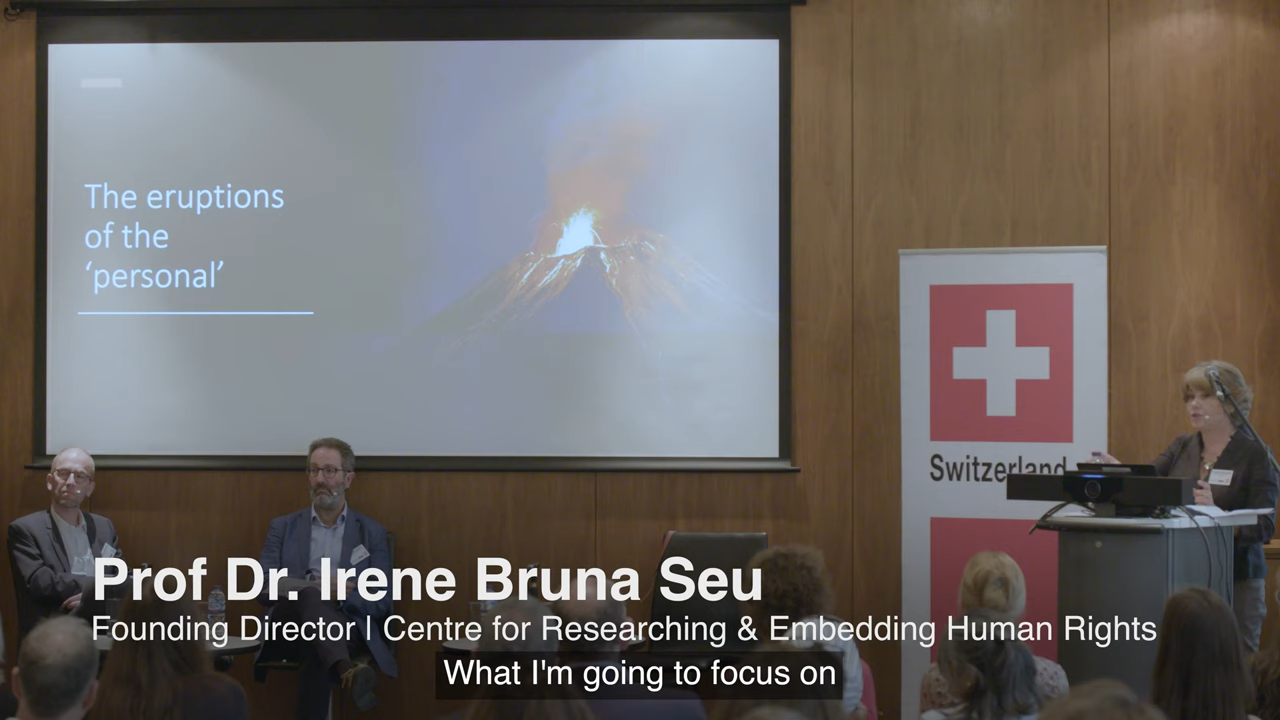 The eruptions
of the
‘personal’
Switzerland
Prof Dr. Irene Bruna Seu
Founding Director | Centre for Researching & Embedding Human Rights
What I'm going to focus on